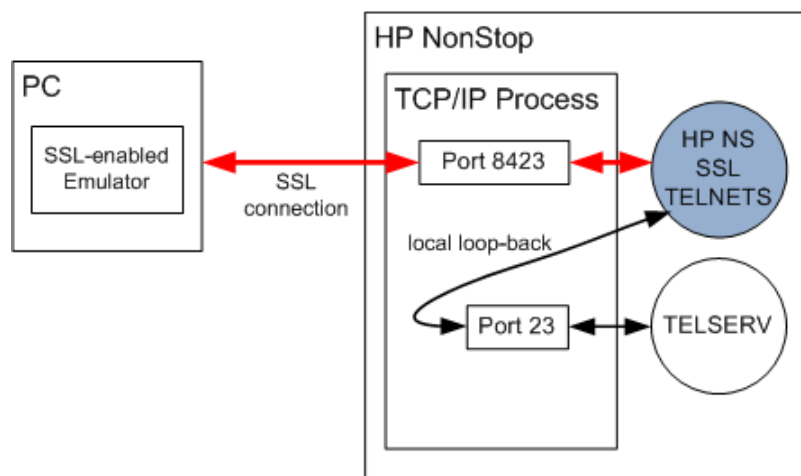 HP NonStop
PC
TCP/IP Process
SSL-enabled
Emulator
SSL
connection
Port 8423
HP NS
SSL
TELNETS
local loop-back
Port 23
TELSERV